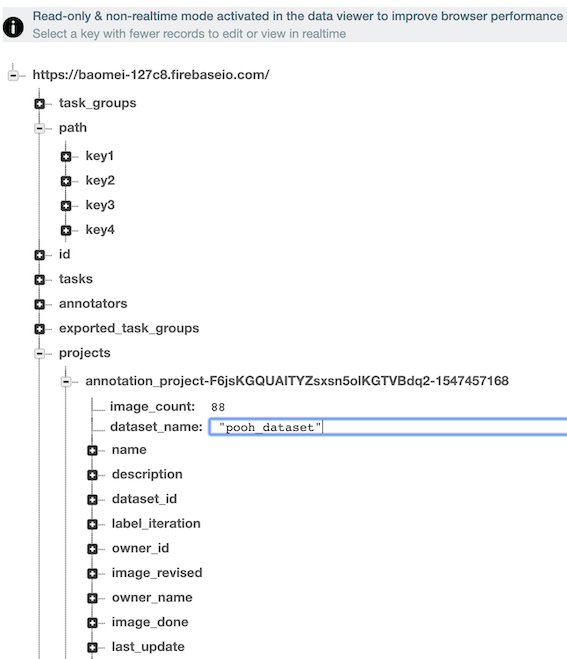 Read-only & non-realtime mode activated in the data viewer to improve browser performance
Select a key with fewer records to edit or view in realtime
https://baomei-127c8.firebaseio.com/
task_groups
path
key1
key2
key3
key4
id
tasks
annotators
exported_task_groups
projects
annotation_project-F6jsKGQUAlTYZsxsn5olKGTVBdq2-1547457168
image_count: 88
dataset_name: "pooh_dataset"
name
description
dataset_id
label_iteration
owner_id
image_revised
owner_name
image_done
last_update